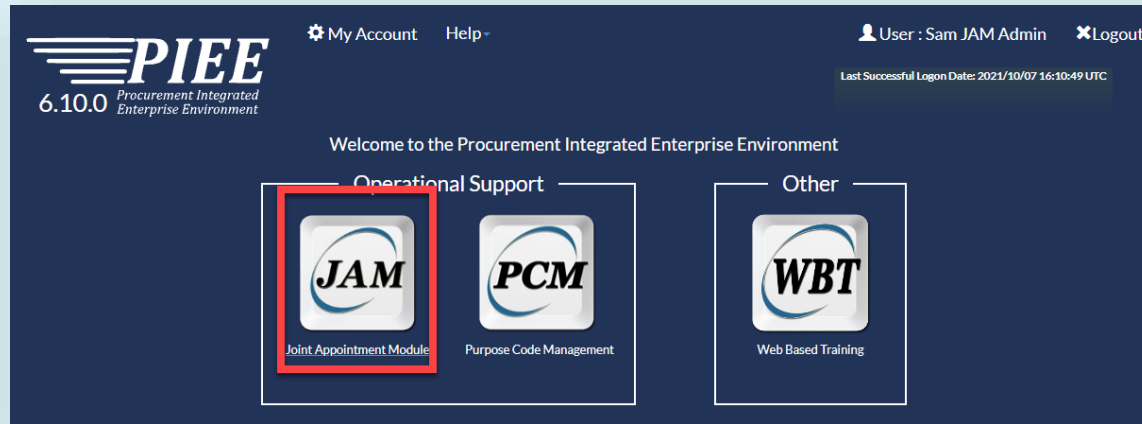 PIEE
6.10.0 Procurement Integrated
Enterprise Environment
My Account Help
User : Sam JAM Admin Logout
Last Successful Logon Date: 2021/10/07 16:10:49 UTC
Welcome to the Procurement Integrated Enterprise Environment
Operational Support
Other
JAM
PCM
WBT
Joint Appointment Module
Purpose Code Management
Web Based Training